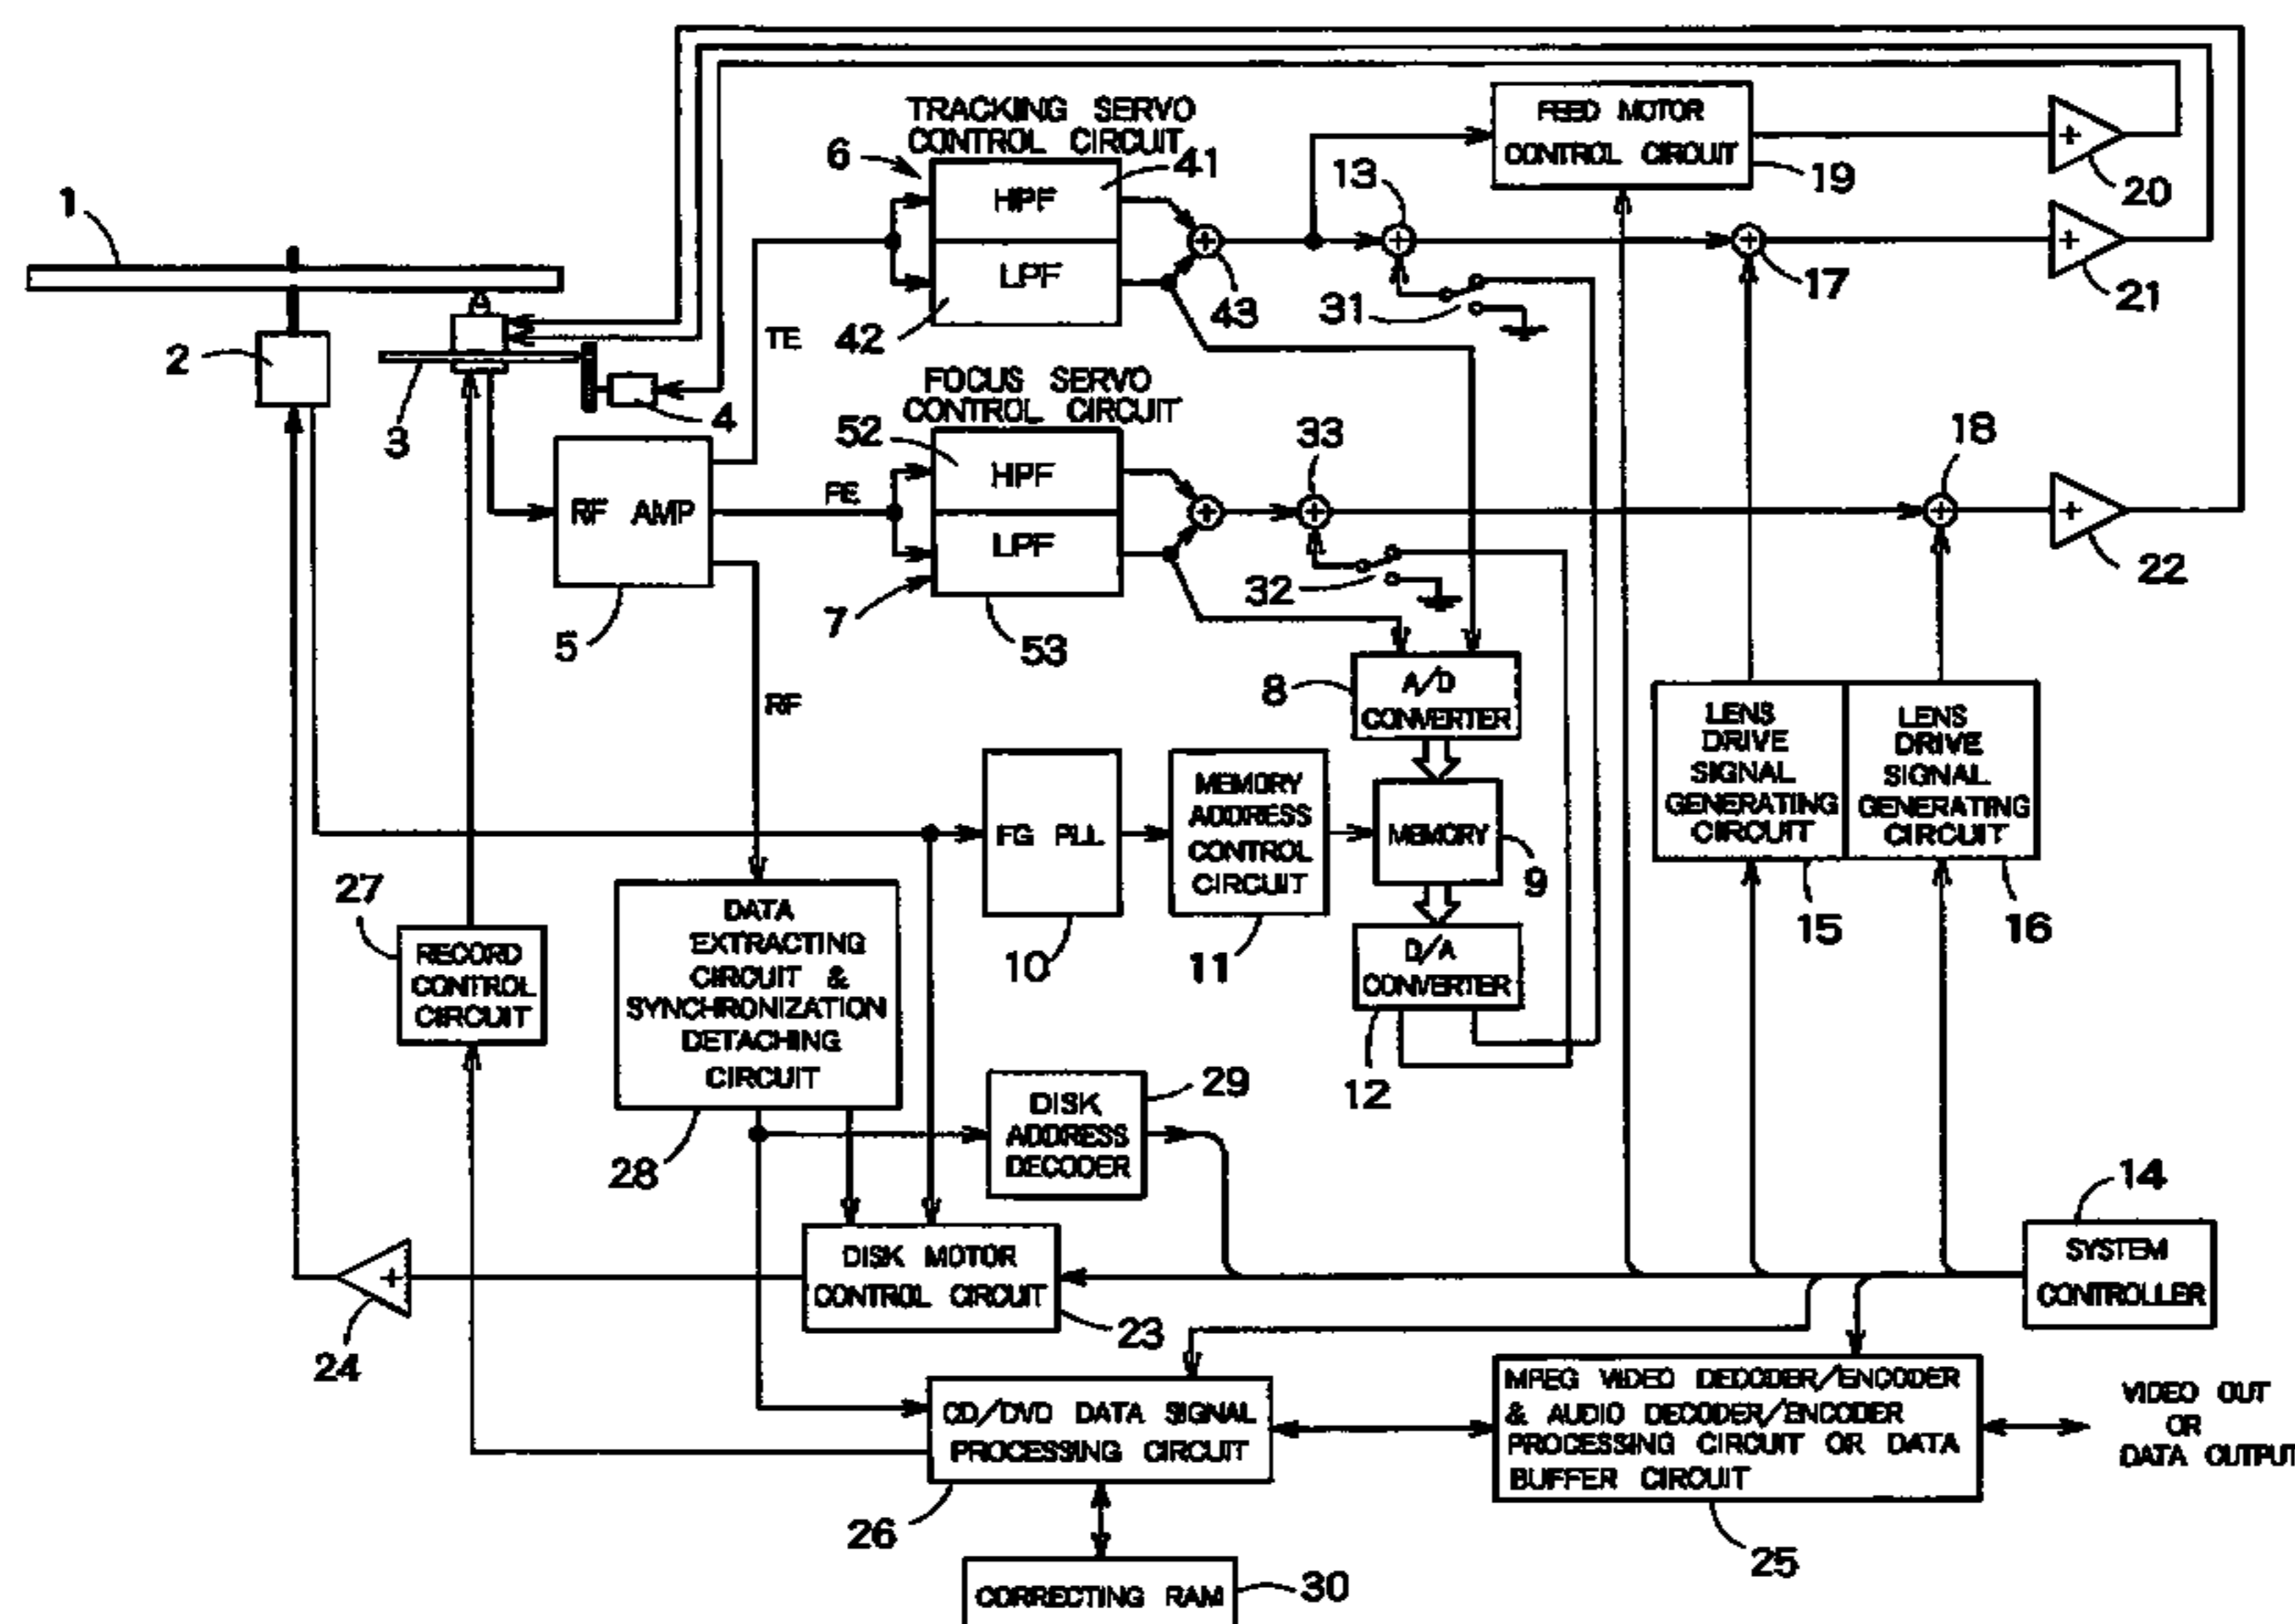 TRACKING SERVO
CONTROL CIRCUIT
6
41
HPF
LPF
42
43
13
FEED MOTOR
CONTROL CIRCUIT
19
20
1
17
21
31
2
3
4
TE
FOCUS SERVO
CONTROL CIRCUIT
52
HPF
LPF
7
53
33
18
32
22
RF AMP
5
FE
RF
8
A/D
CONVERTER
LENS
DRIVE
SIGNAL
GENERATING
CIRCUIT
15
LENS
DRIVE
SIGNAL
GENERATING
CIRCUIT
16
FG PLL
10
MEMORY
ADDRESS
CONTROL
CIRCUIT
11
MEMORY
9
D/A
CONVERTER
12
27
RECORD
CONTROL
CIRCUIT
DATA
EXTRACTING
CIRCUIT &
SYNCHRONIZATION
DETACHING
CIRCUIT
28
29
DISK
ADDRESS
DECODER
14
SYSTEM
CONTROLLER
24
DISK MOTOR
CONTROL CIRCUIT
23
CD/DVD DATA SIGNAL
PROCESSING CIRCUIT
26
MPEG VIDEO DECODER/ENCODER
& AUDIO DECODER/ENCODER
PROCESSING CIRCUIT OR DATA
BUFFER CIRCUIT
25
VIDEO OUT
OR
DATA OUTPUT
CORRECTING RAM
30